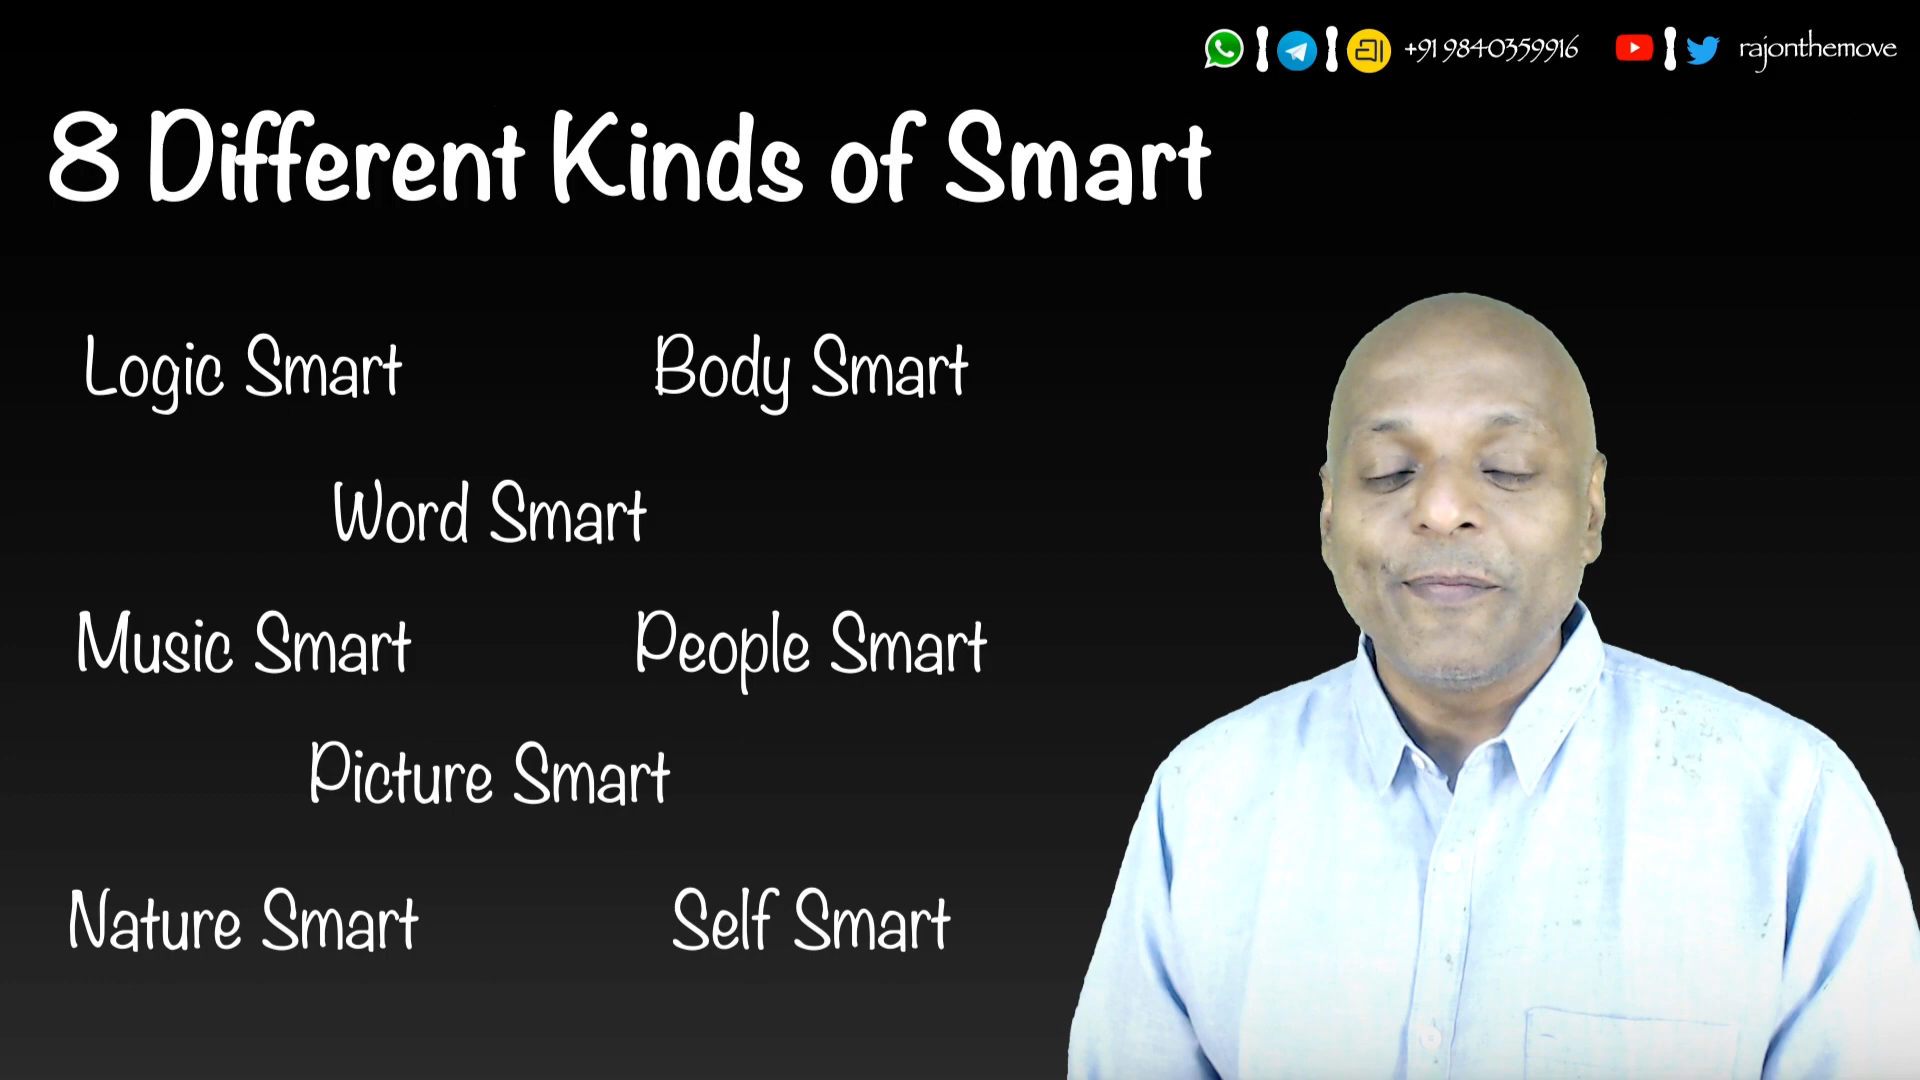 +91 9840359916 rajonthemove
8 Different Kinds of Smart
Logic Smart
Body Smart
Word Smart
Music Smart
People Smart
Picture Smart
Nature Smart
Self Smart